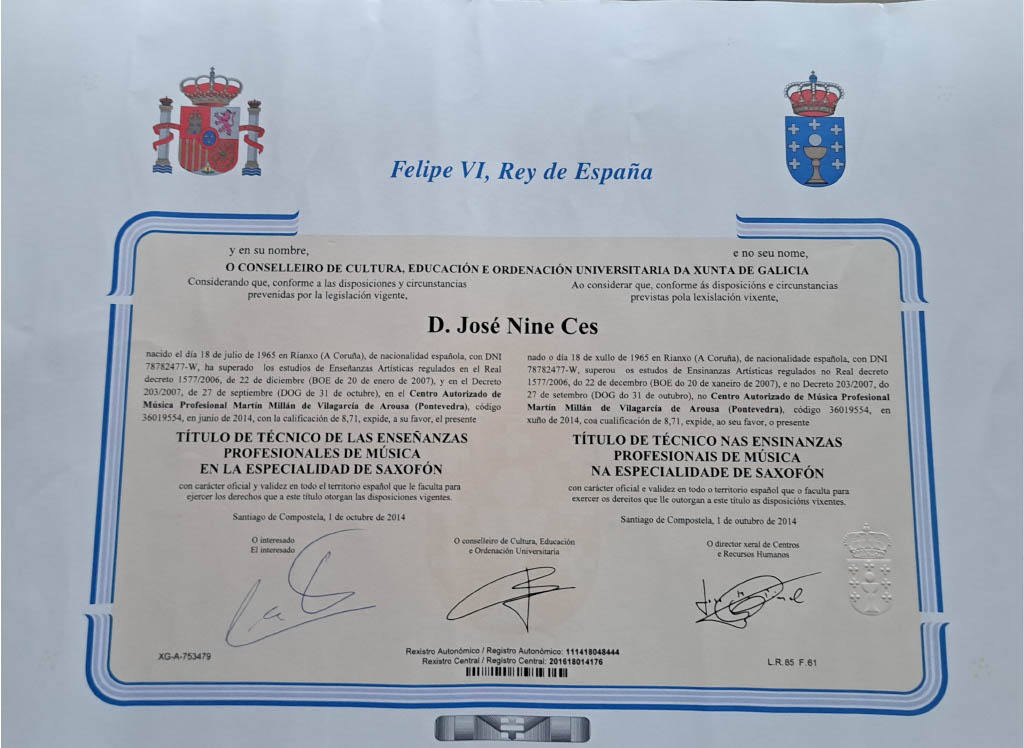 Felipe VI, Rey de España
y en su nombre,
e no seu nome,
O CONSELLEIRO DE CULTURA, EDUCACIÓN E ORDENACIÓN UNIVERSITARIA DA XUNTA DE GALICIA
Considerando que, conforme a las disposiciones y circunstancias
prevenidas por la legislación vigente,
Ao considerar que, conforme ás disposicións e circunstancias
previstas pola lexislación vixente,
D. José Nine Ces
nacido el día 18 de julio de 1965 en Rianxo (A Coruña), de nacionalidad española, con DNI
78782477-W, ha superado los estudios de Enseñanzas Artísticas regulados en el Real
decreto 1577/2006, de 22 de diciembre (BOE de 20 de enero de 2007), y en el Decreto
203/2007, de 27 de septiembre (DOG de 31 de octubre), en el Centro Autorizado de
Música Profesional Martín Millán de Vilagarcía de Arousa (Pontevedra), código
36019554, en junio de 2014, con la calificación de 8,71, expide, a su favor, el presente
TÍTULO DE TÉCNICO DE LAS ENSEÑANZAS
PROFESIONALES DE MÚSICA
EN LA ESPECIALIDAD DE SAXOFÓN
con carácter oficial y validez en todo el territorio español que le faculta para
ejercer los derechos que a este título otorgan las disposiciones vigentes.
Santiago de Compostela, 1 de octubre de 2014
nado o día 18 de xullo de 1965 en Rianxo (A Coruña), de nacionalidade española, con DNI
78782477-W, superou os estudos de Ensinanzas Artísticas regulados no Real decreto
1577/2006, do 22 de decembro (BOE do 20 de xaneiro de 2007), e no Decreto 203/2007, do
27 de setembro (DOG do 31 de outubro), no Centro Autorizado de Música Profesional
Martín Millán de Vilagarcía de Arousa (Pontevedra), código 36019554, en
xuño de 2014, coa cualificación de 8,71, expide, ao seu favor, o presente
TÍTULO DE TÉCNICO NAS ENSINANZAS
PROFESIONAIS DE MÚSICA
NA ESPECIALIDADE DE SAXOFÓN
con carácter oficial e validez en todo o territorio español que o faculta para
exercer os dereitos que lle outorgan a este título as disposicións vixentes.
Santiago de Compostela, 1 de outubro de 2014
O interesado
El interesado
O conselleiro de Cultura, Educación
e Ordenación Universitaria
O director xeral de Centros
e Recursos Humanos
XG-A-753479
Rexistro Autonómico / Registro Autonómico: 111418048444
Rexistro Central / Registro Central: 201618014176
L.R. 85 F. 61